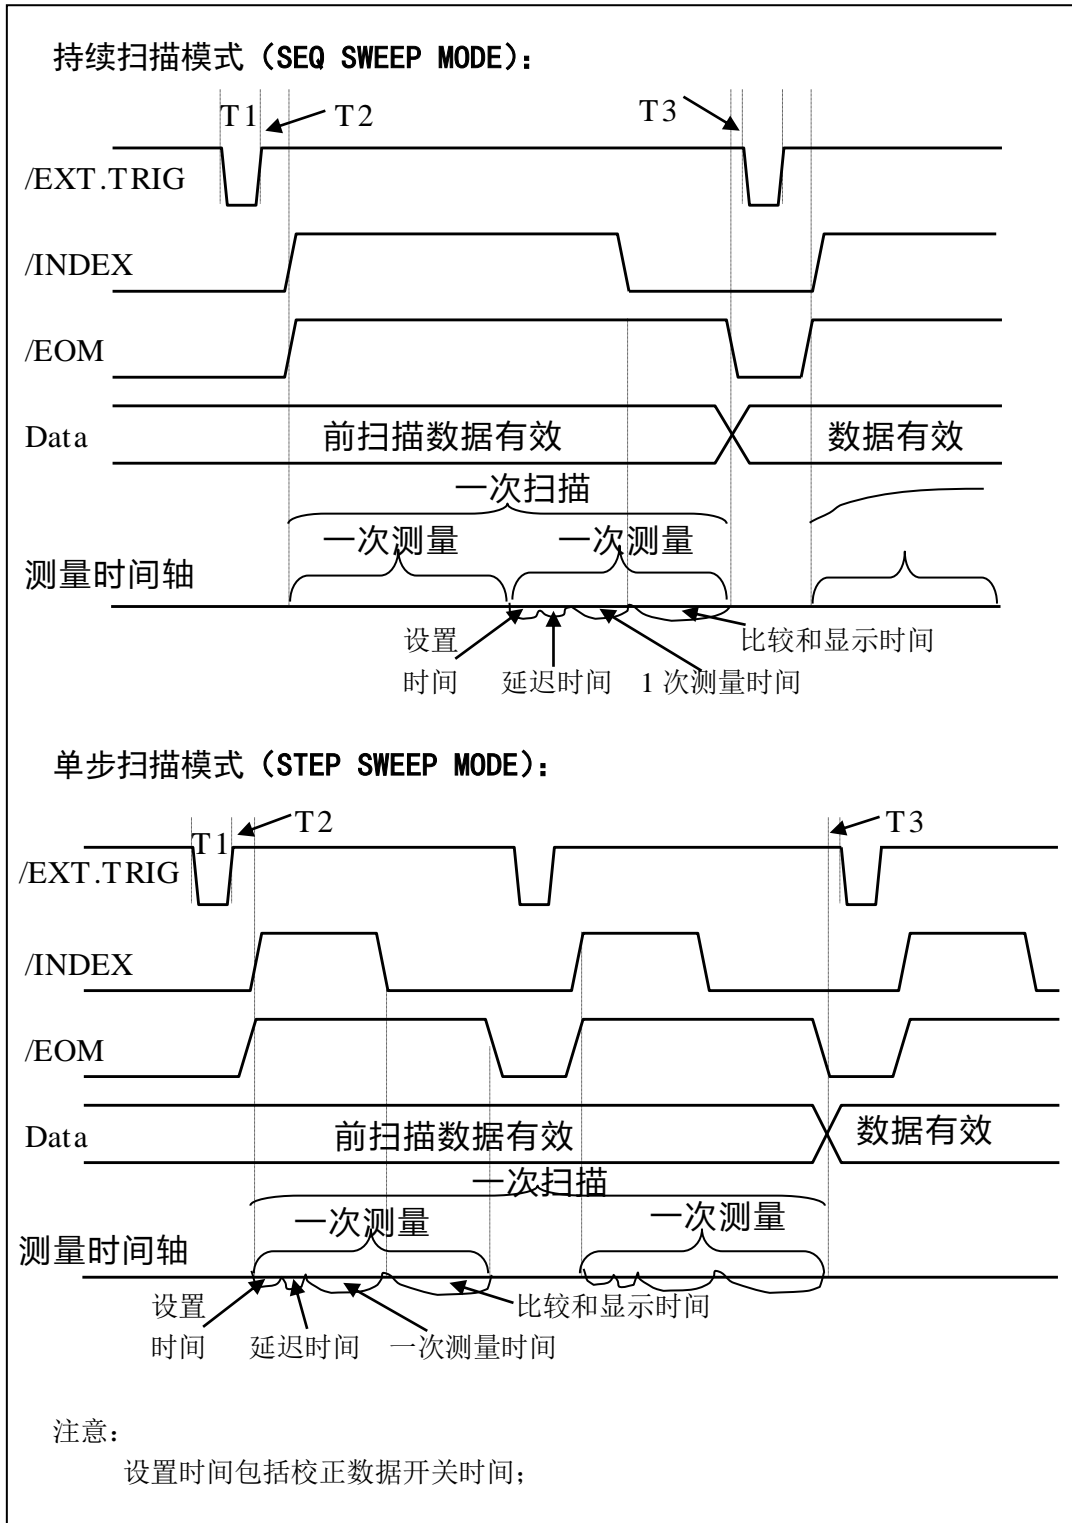 持续扫描模式（SEQ SWEEP MODE）：
T1 T2 T3
/EXT.TRIG
/INDEX
/EOM
Data 前扫描数据有效 数据有效
一次扫描
一次测量 一次测量
测量时间轴
设置 比较和显示时间
时间 延迟时间 1 次测量时间
单步扫描模式（STEP SWEEP MODE）：
T1 T2 T3
/EXT.TRIG
/INDEX
/EOM
Data 前扫描数据有效 数据有效
一次扫描
一次测量 一次测量
测量时间轴
设置 比较和显示时间
时间 延迟时间 一次测量时间
注意：
设置时间包括校正数据开关时间；